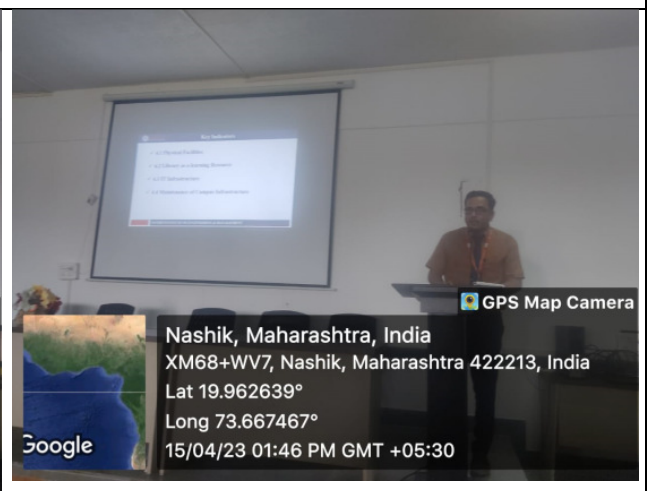 Key Indicators
4.1 Physical Facilities
4.2 Library as a learning Resource
4.3 IT Infrastructure
4.4 Maintenance of Campus Infrastructure
GPS Map Camera
Nashik, Maharashtra, India
XM68+WV7, Nashik, Maharashtra 422213, India
Lat 19.962639°
Long 73.667467°
15/04/23 01:46 PM GMT +05:30
Google